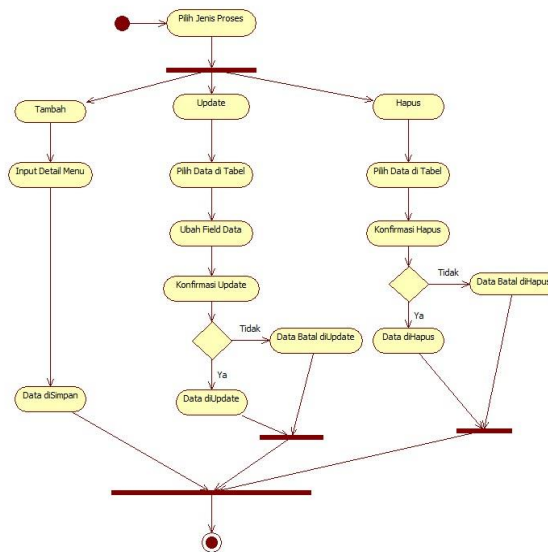 Pilih Jenis Proses
Tambah
Update
Hapus
Input Detail Menu
Pilih Data di Tabel
Pilih Data di Tabel
Ubah Field Data
Konfirmasi Hapus
Konfirmasi Update
Tidak
Data Batal diHapus
Ya
Tidak
Data Batal diUpdate
Data diHapus
Ya
Data diSimpan
Data diUpdate